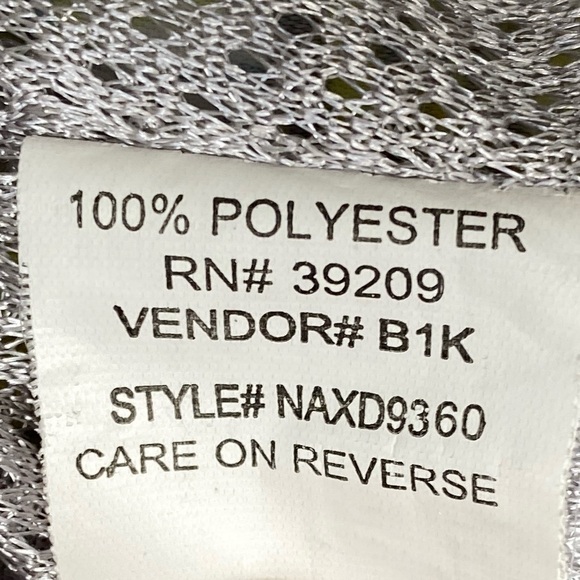 100% POLYESTER
RN# 39209
VENDOR# B1K
STYLE# NAXD9360
CARE ON REVERSE